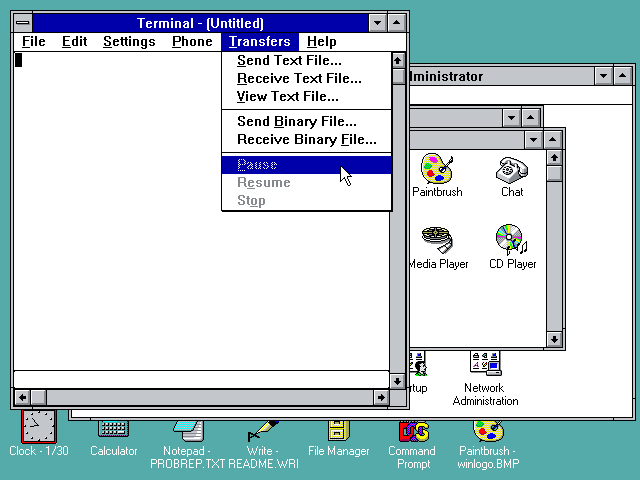 Terminal - (Untitled)
File Edit Settings Phone Transfers Help
Send Text File...
Receive Text File...
View Text File...
Send Binary File...
Receive Binary File...
Pause
Resume
Stop
dministrator
Paintbrush
Chat
Media Player
CD Player
rtup
Network
Administration
Clock - 1/30
Calculator
Notepad -
PROBREP.TXT
Write -
README.WRI
File Manager
Command
Prompt
Paintbrush -
winlogo.BMP